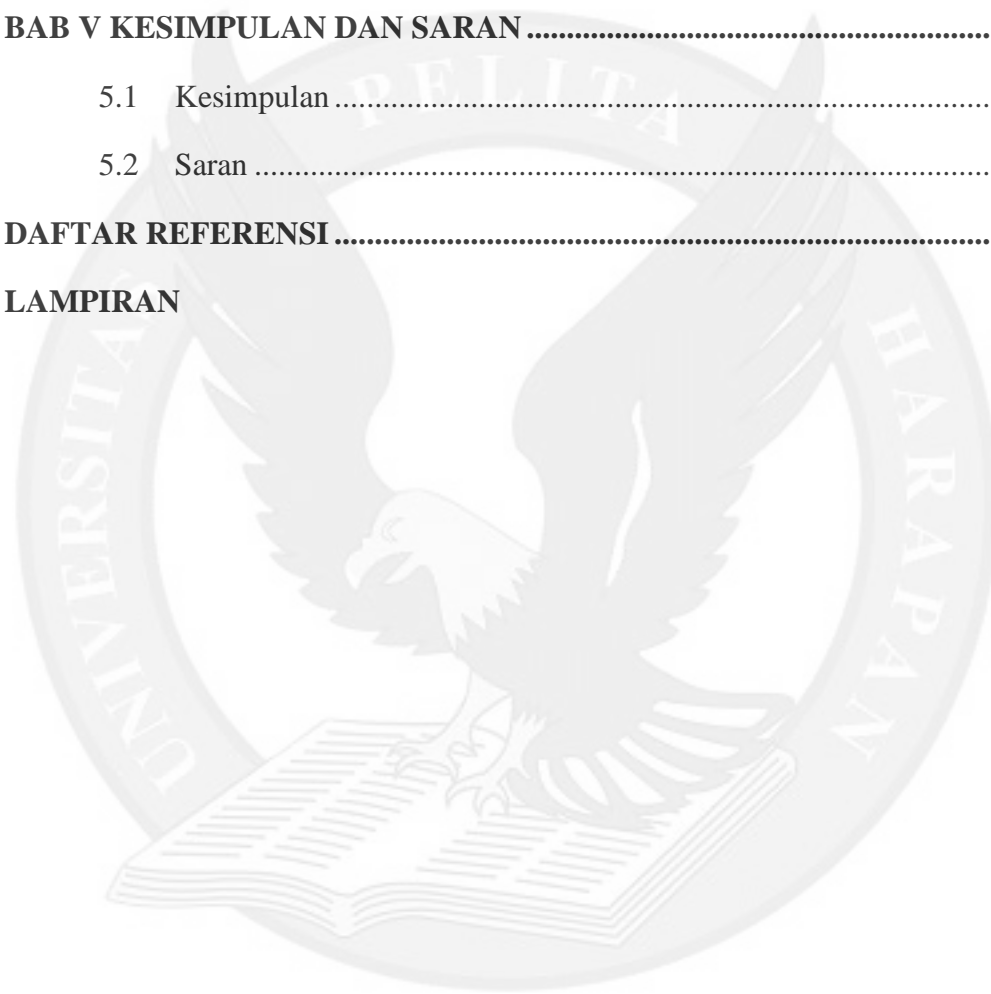 BAB V KESIMPULAN DAN SARAN ................................................................
5.1 Kesimpulan ................................................................................
5.2 Saran ................................................................................
DAFTAR REFERENSI ................................................................................
LAMPIRAN
UNIVERSITAS PELITA HARAPAN